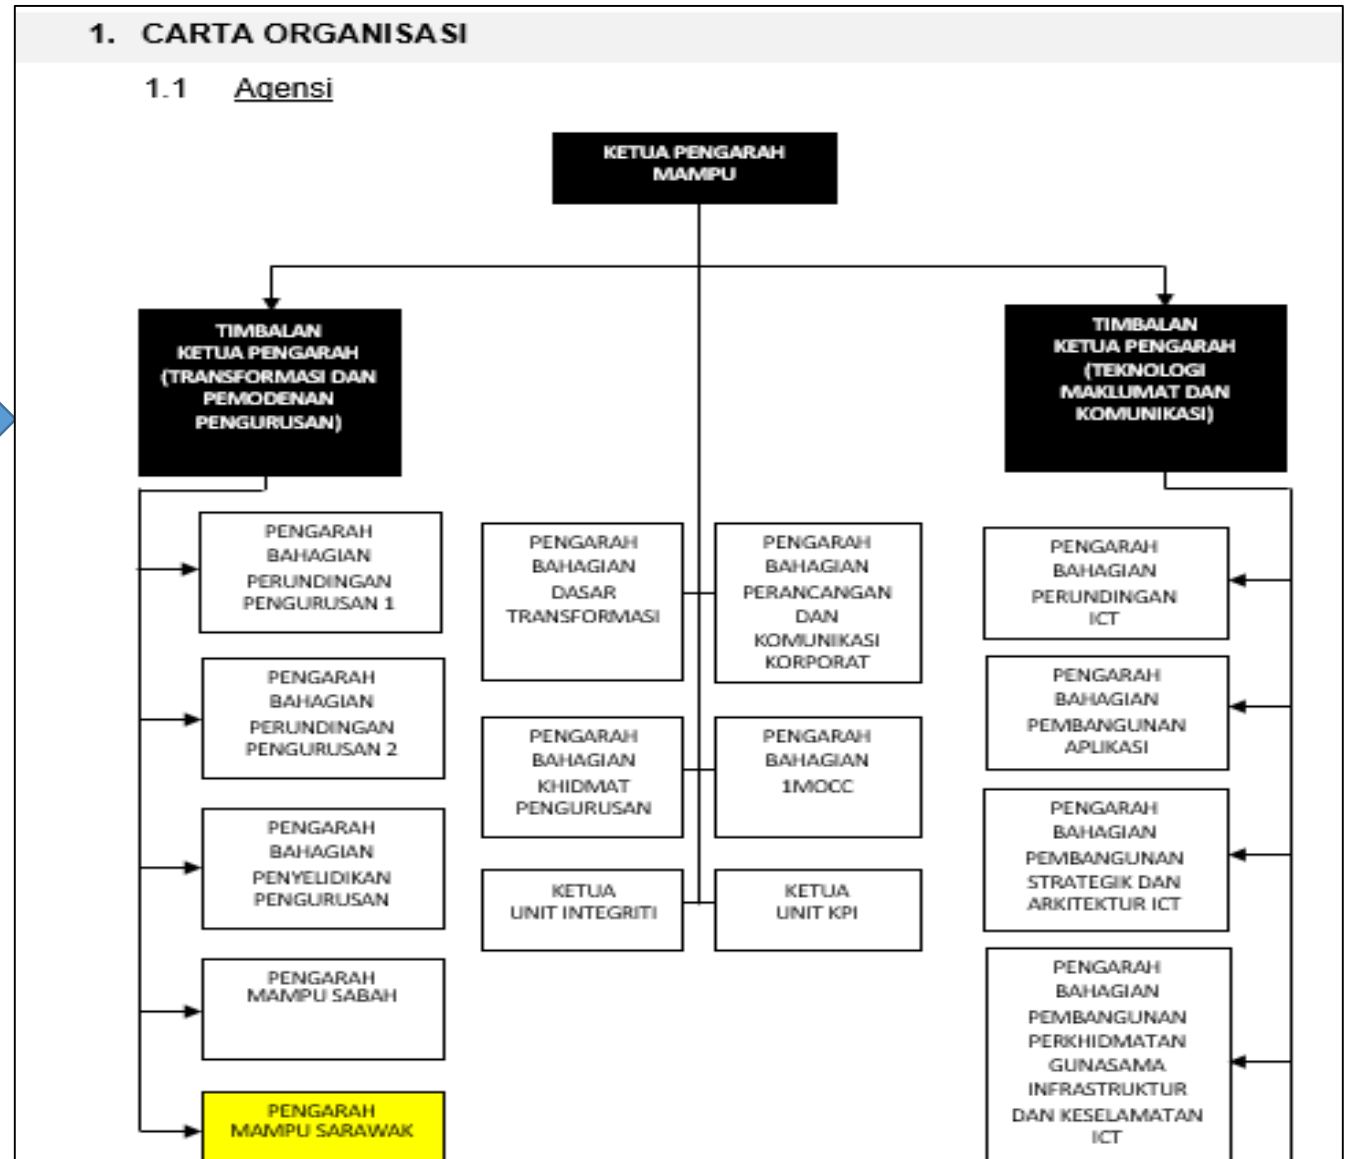 1. CARTA ORGANISASI
1.1 Agensi
KETUA PENGARAH
MAMPU
TIMBALAN
KETUA PENGARAH
(TRANSFORMASI DAN
PEMODENAN
PENGURUSAN)
TIMBALAN
KETUA PENGARAH
(TEKNOLOGI
MAKLUMAT DAN
KOMUNIKASI)
PENGARAH
BAHAGIAN
PERUNDINGAN
PENGURUSAN 1
PENGARAH
BAHAGIAN
PERUNDINGAN
PENGURUSAN 2
PENGARAH
BAHAGIAN
PENYELIDIKAN
PENGURUSAN
PENGARAH
MAMPU SABAH
PENGARAH
MAMPU SARAWAK
PENGARAH
BAHAGIAN
DASAR
TRANSFORMASI
PENGARAH
BAHAGIAN
KHIDMAT
PENGURUSAN
KETUA
UNIT INTEGRITI
PENGARAH
BAHAGIAN
PERANCANGAN
DAN
KOMUNIKASI
KORPORAT
PENGARAH
BAHAGIAN
1MOCC
KETUA
UNIT KPI
PENGARAH
BAHAGIAN
PERUNDINGAN
ICT
PENGARAH
BAHAGIAN
PEMBANGUNAN
APLIKASI
PENGARAH
BAHAGIAN
PEMBANGUNAN
STRATEGIK DAN
ARKITEKTUR ICT
PENGARAH
BAHAGIAN
PEMBANGUNAN
PERKHIDMATAN
GUNASAMA
INFRASTRUKTUR
DAN KESELAMATAN
ICT